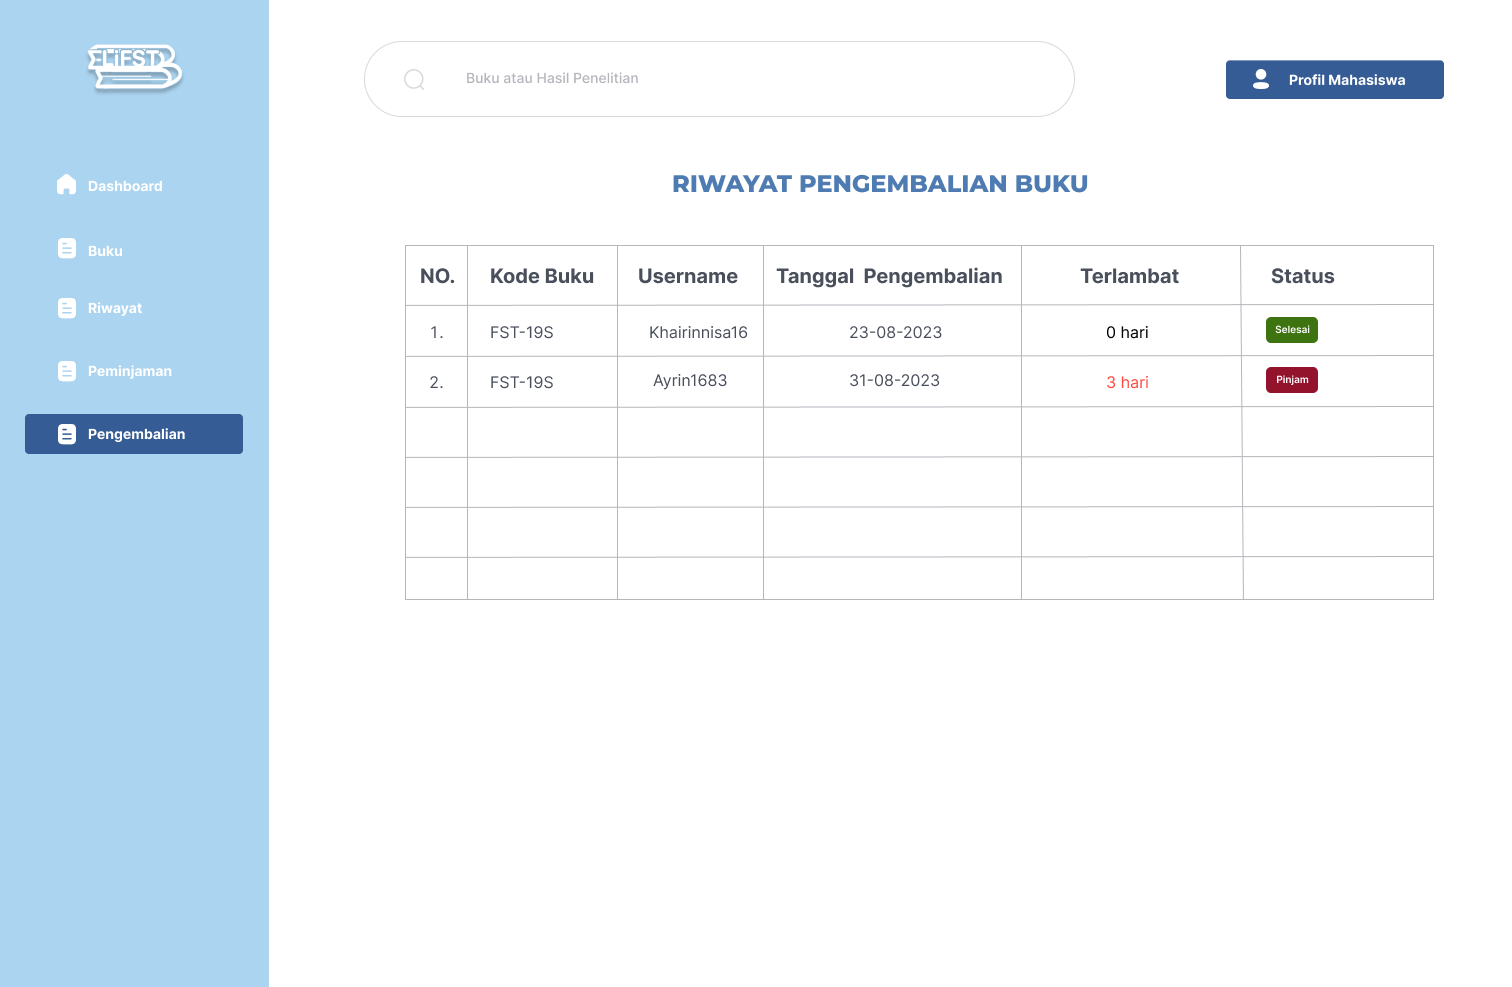 ELiFST
Buku atau Hasil Penelitian
Profil Mahasiswa
Dashboard
Buku
Riwayat
Peminjaman
Pengembalian
RIWAYAT PENGEMBALIAN BUKU
NO. Kode Buku Username Tanggal Pengembalian Terlambat Status
1. FST-19S Khairinnisa16 23-08-2023 0 hari Selesai
2. FST-19S Ayrin1683 31-08-2023 3 hari Pinjam